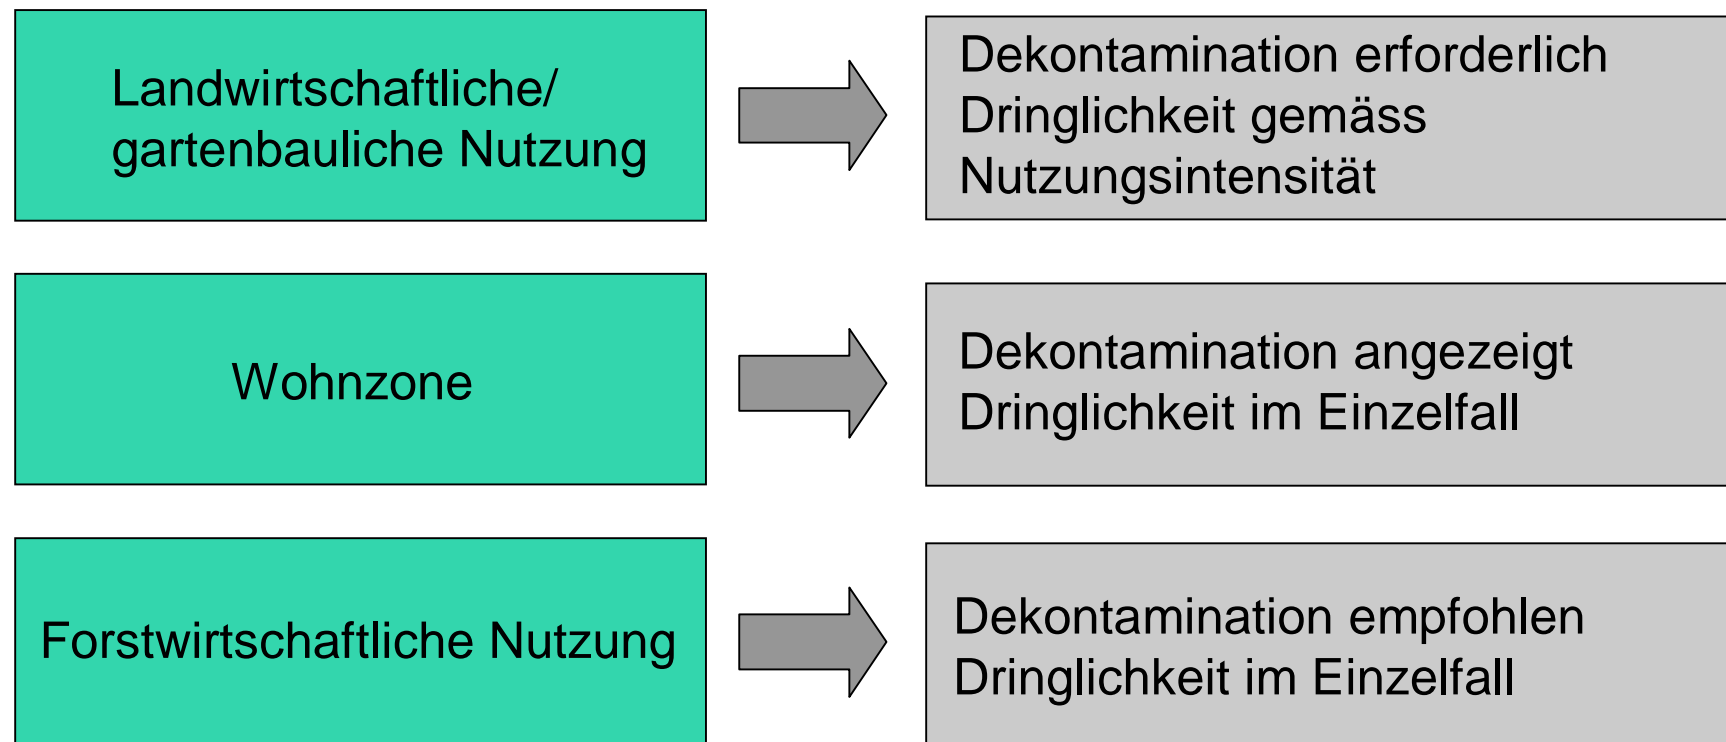 Landwirtschaftliche/
gartenbauliche Nutzung
Dekontamination erforderlich
Dringlichkeit gemäss
Nutzungsintensität
Wohnzone
Dekontamination angezeigt
Dringlichkeit im Einzelfall
Forstwirtschaftliche Nutzung
Dekontamination empfohlen
Dringlichkeit im Einzelfall